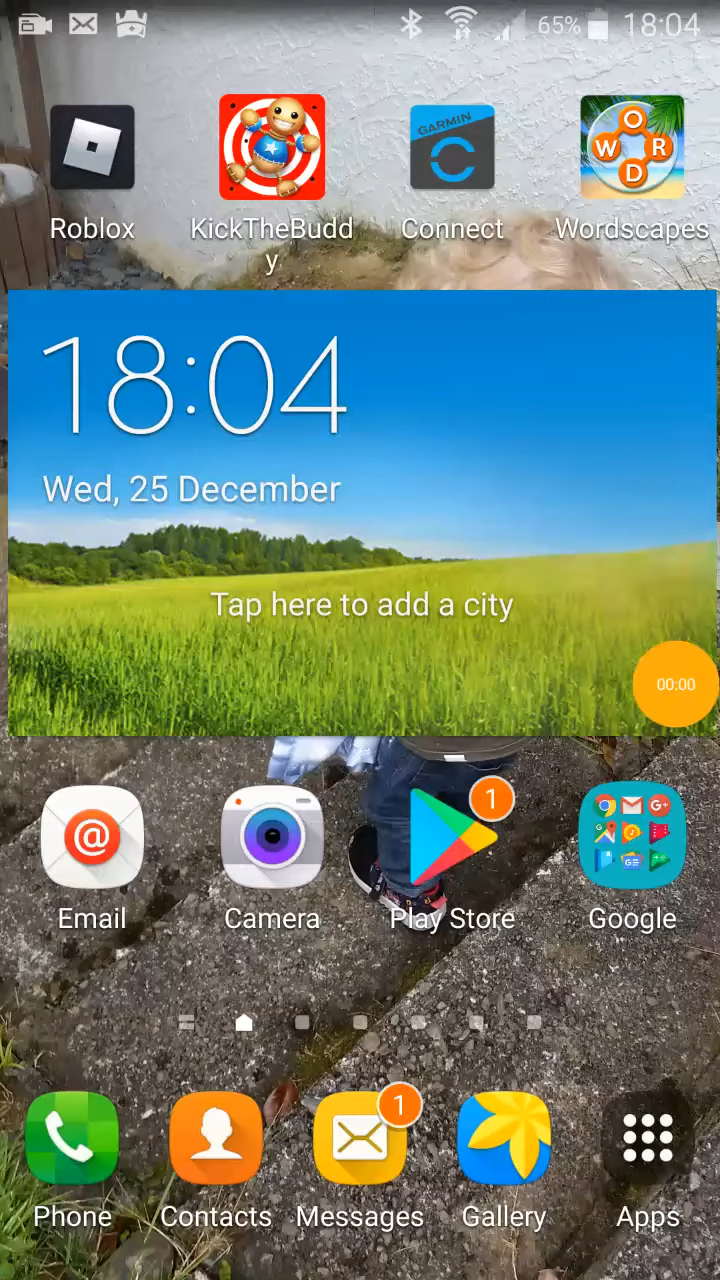 65% 18:04
GARMIN
W O R D
Roblox KickTheBudd
y Connect Wordscapes
18:04
Wed, 25 December
Tap here to add a city
00:00
1
@
Email Camera Play Store Google
1
Phone Contacts Messages Gallery Apps